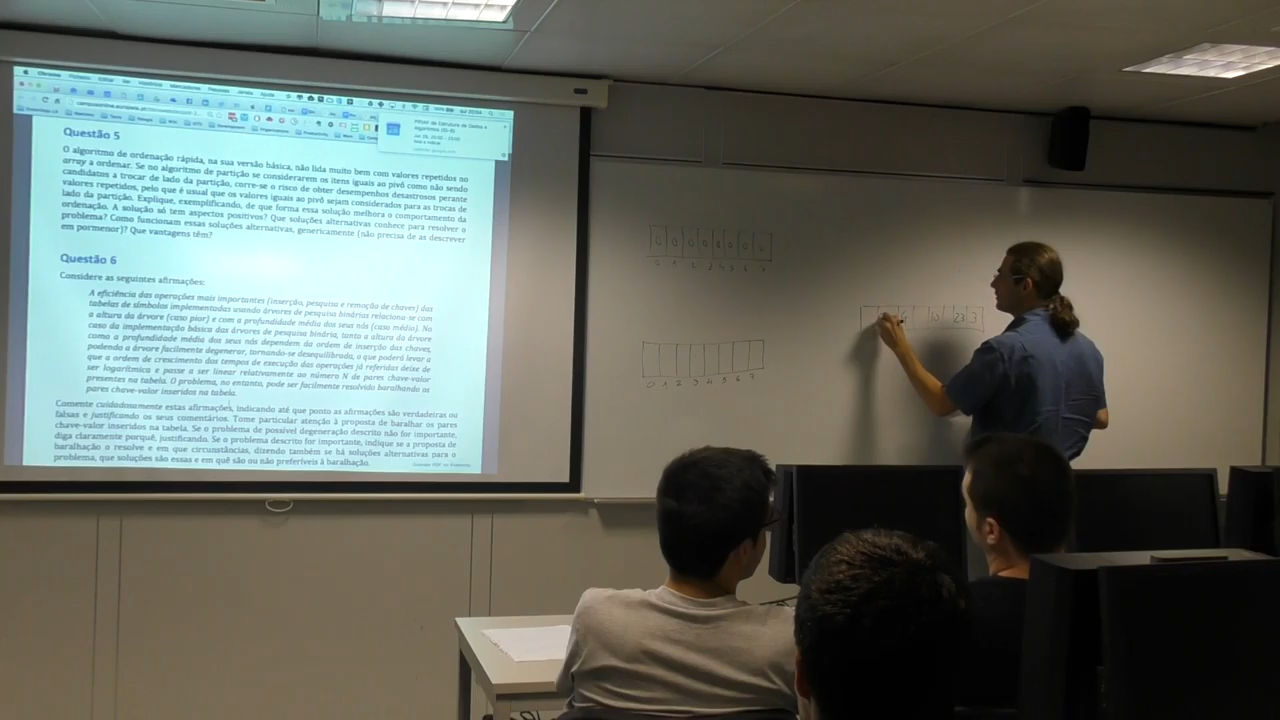 Questão 5
O algoritmo de ordenação rápida, na sua versão básica, não lida muito bem com valores repetidos no
array a ordenar. Se no algoritmo de partição se considerarem os itens iguais ao pivô como não sendo
candidatos a trocar de lado da partição, corre-se o risco de obter desempenhos desastrosos perante
valores repetidos, pelo que é usual que os valores iguais ao pivô sejam considerados para as trocas de
lado da partição. Explique, exemplificando, de que forma essa solução melhora o comportamento da
ordenação. A solução só tem aspectos positivos? Que soluções alternativas conhece para resolver o
problema? Como funcionam essas soluções alternativas, genericamente (não precisa de as descrever
em pormenor)? Que vantagens têm?
Questão 6
Considere as seguintes afirmações:
A eficiência das operações mais importantes (inserção, pesquisa e remoção de chaves) das
tabelas de símbolos implementadas usando árvores de pesquisa binárias relaciona-se com
a altura da árvore (caso pior) e com a profundidade média dos seus nós (caso médio). No
caso da implementação básica das árvores de pesquisa binária, tanto a altura da árvore
como a profundidade média dos seus nós dependem da ordem de inserção das chaves,
podendo a árvore facilmente degenerar, tornando-se desequilibrada, o que poderá levar a
que a ordem de crescimento dos tempos de execução das operações já referidas deixe de
ser logarítmica e passe a ser linear relativamente ao número N de pares chave-valor
presentes na tabela. O problema, no entanto, pode ser facilmente resolvido baralhando os
pares chave-valor inseridos na tabela.
Comente cuidadosamente estas afirmações, indicando até que ponto as afirmações são verdadeiras ou
falsas e justificando os seus comentários. Tome particular atenção à proposta de baralhar os pares
chave-valor inseridos na tabela. Se o problema de possível degeneração descrito não for importante,
diga claramente porquê, justificando. Se o problema descrito for importante, indique se a proposta de
baralhação o resolve e em que circunstâncias, dizendo também se há soluções alternativas para o
problema, que soluções são essas e em quê são ou não preferíveis à baralhação.
0 0 0 0 0 0 0 0
0 1 2 3 4 5 6 7
0 1 2 3 4 5 6 7
10 23 3